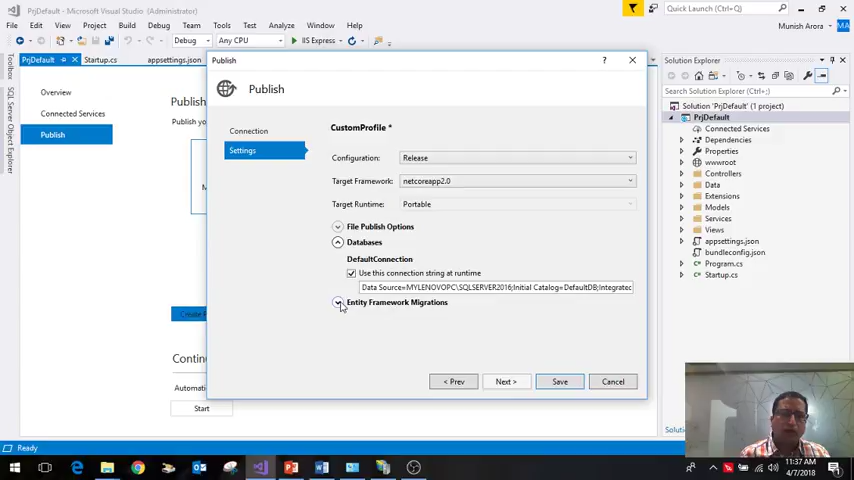 PrjDefault - Microsoft Visual Studio (Administrator)
Quick Launch (Ctrl+Q)
File Edit View Project Build Debug Team Tools Test Analyze Window Help
Munish Arora MA
Debug Any CPU IIS Express
PrjDefault Startup.cs appsettings.json
Toolbox
SQL Server Object Explorer
Overview
Connected Services
Publish
Publish
Publish
?
Publish
Connection
Settings
CustomProfile *
Configuration: Release
Target Framework: netcoreapp2.0
Target Runtime: Portable
File Publish Options
Databases
DefaultConnection
Use this connection string at runtime
Data Source=MYLENOVOPC\SQLSERVER2016;Initial Catalog=DefaultDB;Integratec
Entity Framework Migrations
< Prev Next > Save Cancel
Start
Solution Explorer
Search Solution Explorer (Ctrl+;)
Solution 'PrjDefault' (1 project)
PrjDefault
Connected Services
Dependencies
Properties
wwwroot
Controllers
Data
Extensions
Models
Services
Views
appsettings.json
bundleconfig.json
Program.cs
Startup.cs
Ready
11:37 AM
4/7/2018